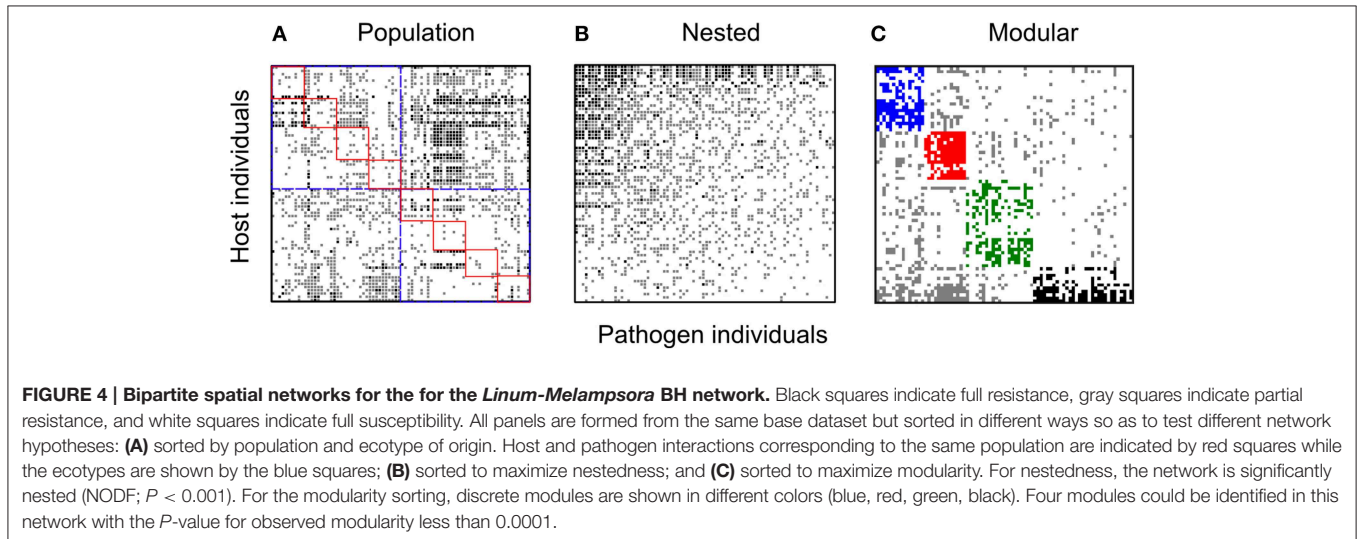 A Population B Nested C Modular
Host individuals
Pathogen individuals
FIGURE 4 | Bipartite spatial networks for the for the Linum-Melampsora BH network. Black squares indicate full resistance, gray squares indicate partial
resistance, and white squares indicate full susceptibility. All panels are formed from the same base dataset but sorted in different ways so as to test different network
hypotheses: (A) sorted by population and ecotype of origin. Host and pathogen interactions corresponding to the same population are indicated by red squares while
the ecotypes are shown by the blue squares; (B) sorted to maximize nestedness; and (C) sorted to maximize modularity. For nestedness, the network is significantly
nested (NODF; P < 0.001). For the modularity sorting, discrete modules are shown in different colors (blue, red, green, black). Four modules could be identified in this
network with the P-value for observed modularity less than 0.0001.